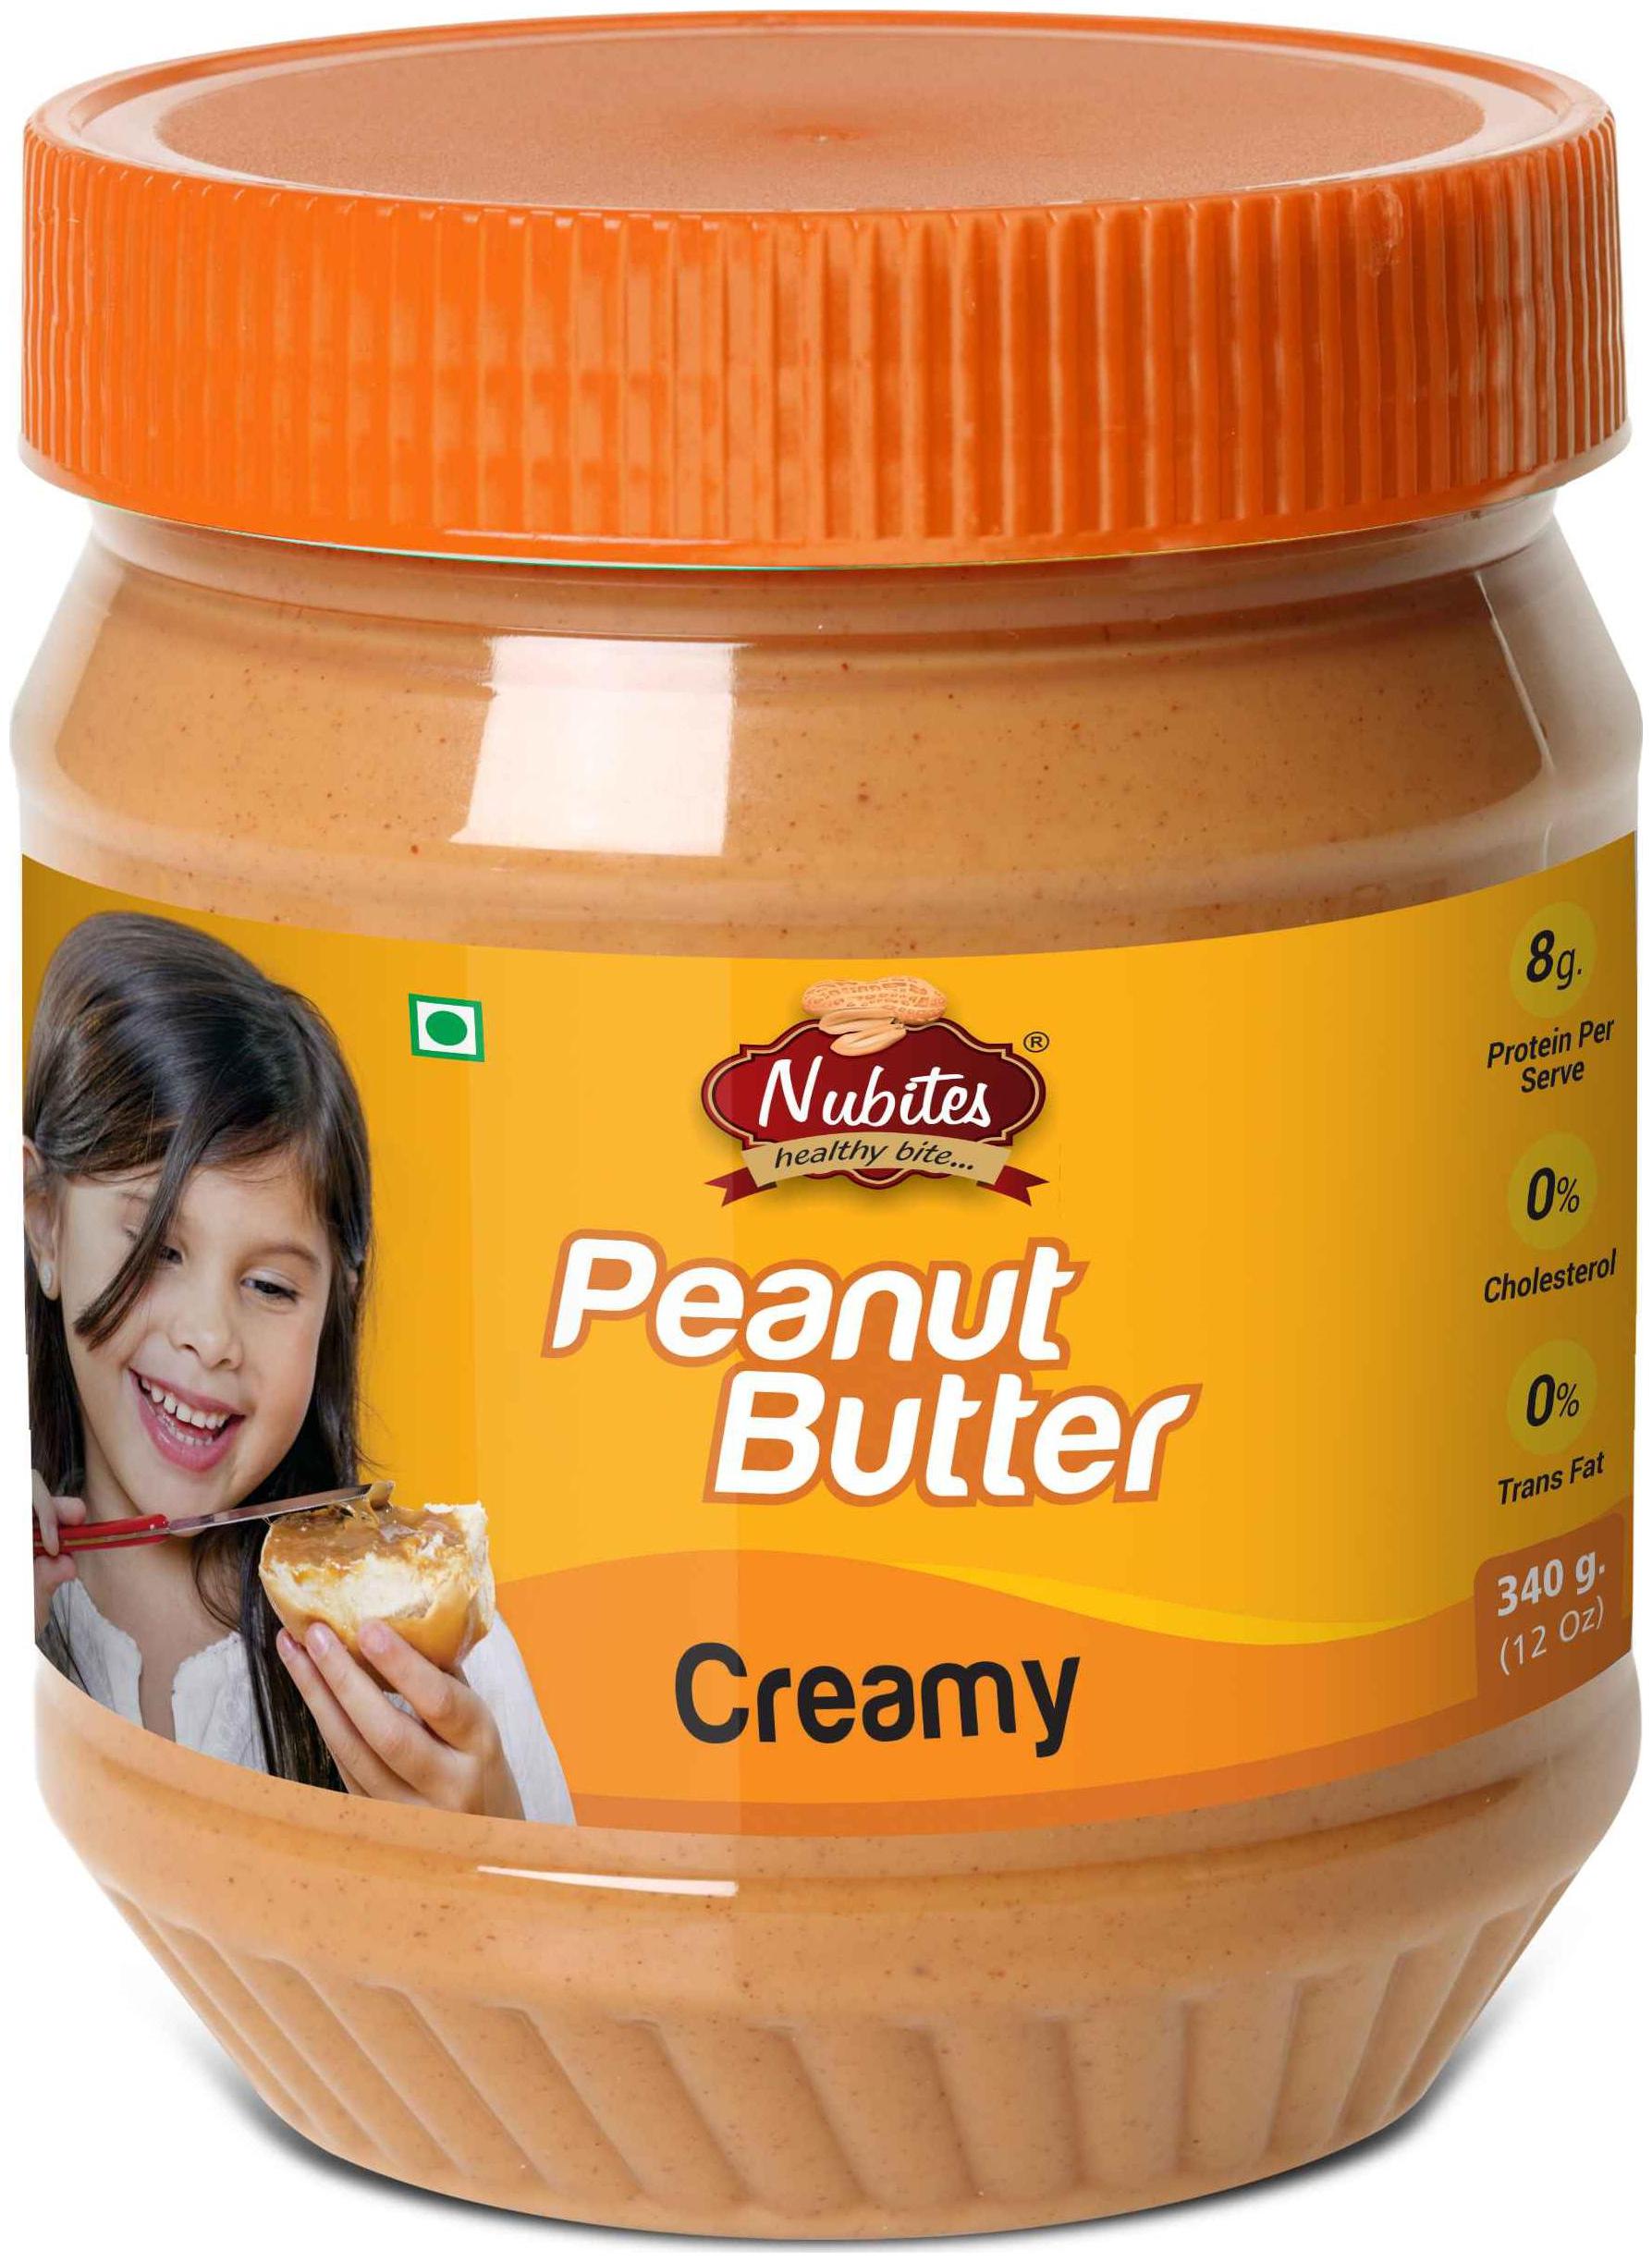 Nubites ®
healthy bite...
Peanut
Butter
Creamy
8g.
Protein Per
Serve
0%
Cholesterol
0%
Trans Fat
340 g.
(12 Oz)